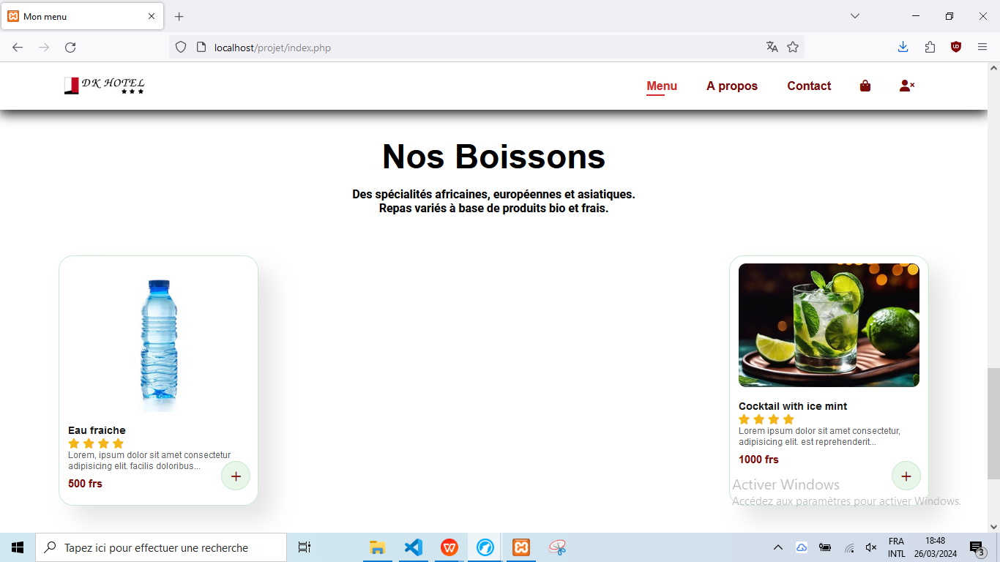 Mon menu
localhost/projet/index.php
DK HOTEL
Menu
A propos
Contact
Nos Boissons
Des spécialités africaines, européennes et asiatiques.
Repas variés à base de produits bio et frais.
Eau fraiche
Lorem, ipsum dolor sit amet consectetur
adipisicing elit. facilis doloribus...
500 frs
+
Cocktail with ice mint
Lorem ipsum dolor sit amet consectetur,
adipisicing elit. est reprehenderit...
1000 frs
+
Activer Windows
Accédez aux paramètres pour activer Windows.
Tapez ici pour effectuer une recherche
FRA
INTL
18:48
26/03/2024
3